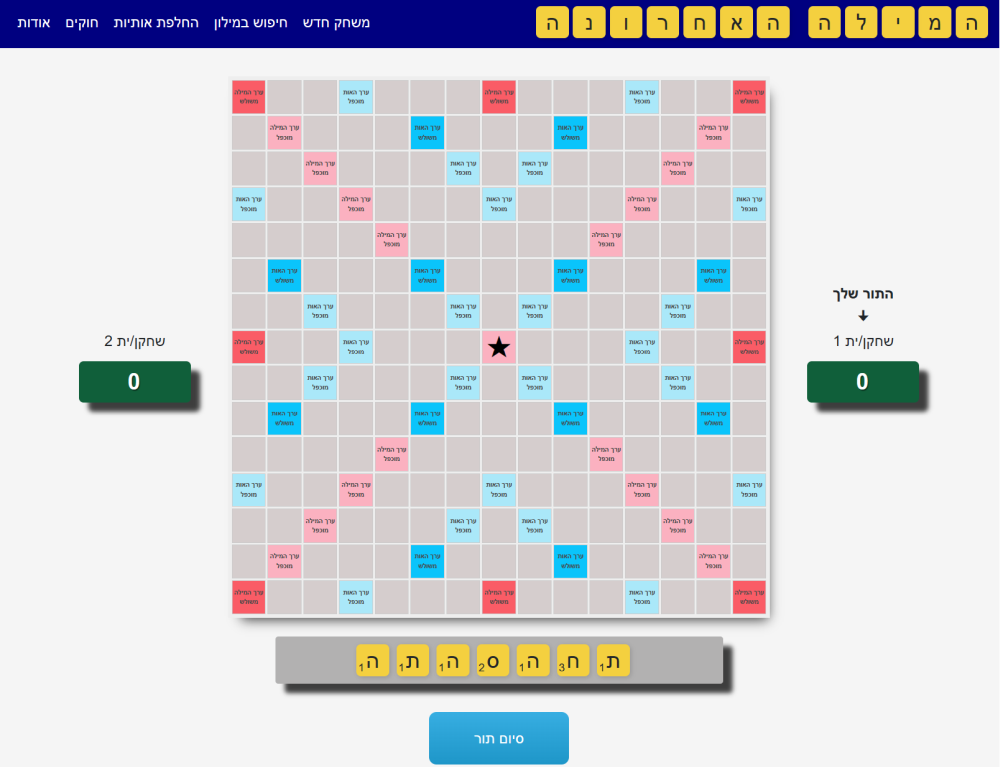 המילה האחרונה
משחק חדש חיפוש במילון החלפת אותיות חוקים אודות
ערך המילה ערך האות ערך המילה ערך האות ערך המילה
משולש מוכפל משולש מוכפל משולש
ערך המילה ערך האות ערך האות ערך המילה
מוכפל משולש משולש מוכפל
ערך המילה ערך האות ערך האות ערך המילה
מוכפל מוכפל מוכפל מוכפל
ערך האות ערך המילה ערך האות ערך המילה ערך האות
מוכפל מוכפל מוכפל מוכפל מוכפל
ערך המילה ערך המילה
מוכפל מוכפל
ערך האות ערך האות ערך האות ערך האות
משולש משולש משולש משולש
ערך האות ערך האות ערך האות ערך האות
מוכפל מוכפל מוכפל מוכפל
ערך המילה ערך האות ערך האות ערך המילה
משולש מוכפל מוכפל משולש
ערך האות ערך האות ערך האות ערך האות
מוכפל מוכפל מוכפל מוכפל
ערך האות ערך האות ערך האות ערך האות
משולש משולש משולש משולש
ערך המילה ערך המילה
מוכפל מוכפל
ערך האות ערך המילה ערך האות ערך המילה ערך האות
מוכפל מוכפל מוכפל מוכפל מוכפל
ערך המילה ערך האות ערך האות ערך המילה
מוכפל מוכפל מוכפל מוכפל
ערך המילה ערך האות ערך האות ערך המילה
מוכפל משולש משולש מוכפל
ערך המילה ערך האות ערך המילה ערך האות ערך המילה
משולש מוכפל משולש מוכפל משולש
התור שלך
שחקן/ית 1
0
שחקן/ית 2
0
ת1 ח3 ה1 ס2 ה1 ת1 ה1
סיום תור